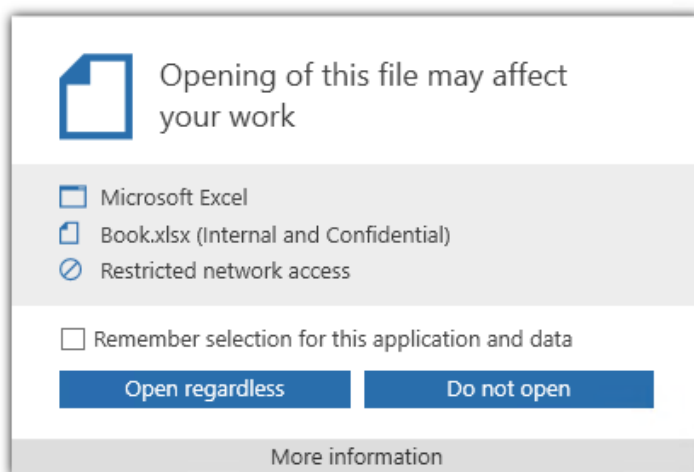 Opening of this file may affect
your work
Microsoft Excel
Book.xlsx (Internal and Confidential)
Restricted network access
Remember selection for this application and data
Open regardless
Do not open
More information